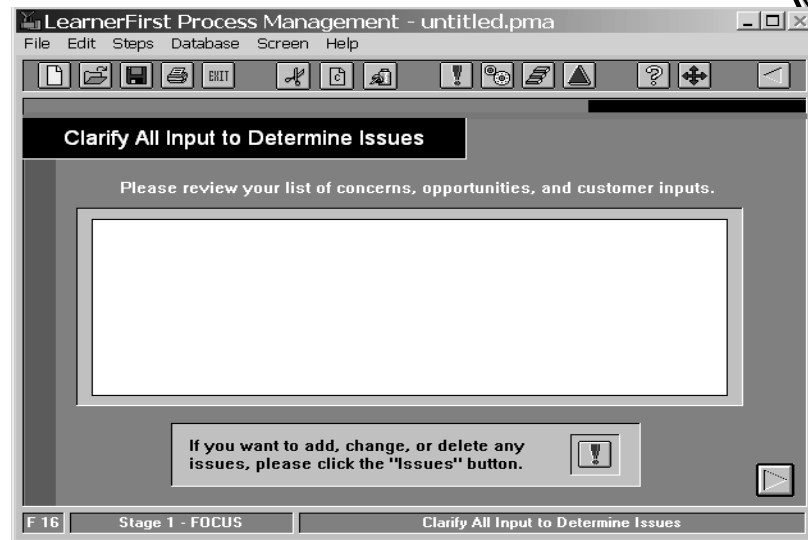 LearnerFirst Process Management - untitled.pma
File Edit Steps Database Screen Help
EXIT
Clarify All Input to Determine Issues
Please review your list of concerns, opportunities, and customer inputs.
If you want to add, change, or delete any
issues, please click the "Issues" button.
F 16 Stage 1 - FOCUS Clarify All Input to Determine Issues